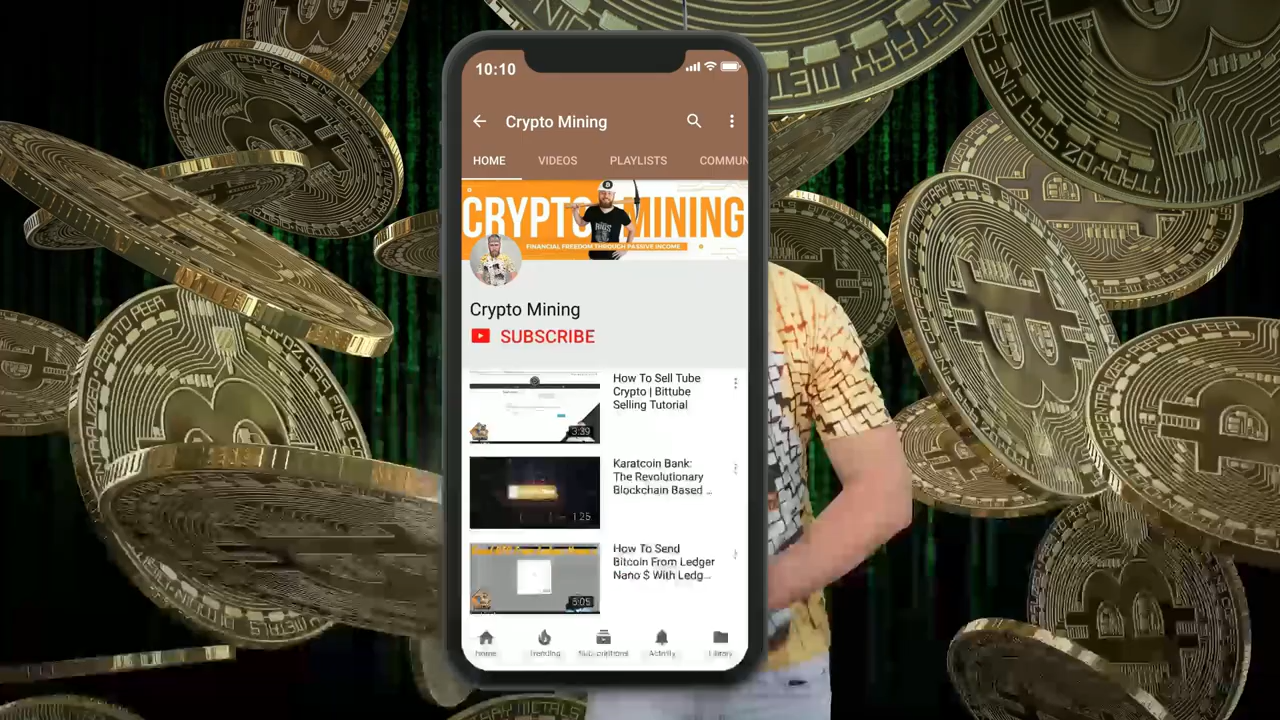 10:10
Crypto Mining
HOME VIDEOS PLAYLISTS COMMUN
CRYPTO MINING
FINANCIAL FREEDOM THROUGH PASSIVE INCOME
Crypto Mining
SUBSCRIBE
How To Sell Tube
Crypto | Bittube
Selling Tutorial
3:39
Karatcoin Bank:
The Revolutionary
Blockchain Based ...
1:25
How To Send
Bitcoin From Ledger
Nano S With Ledg...
5:05
Home Trending Subscriptions Activity Library